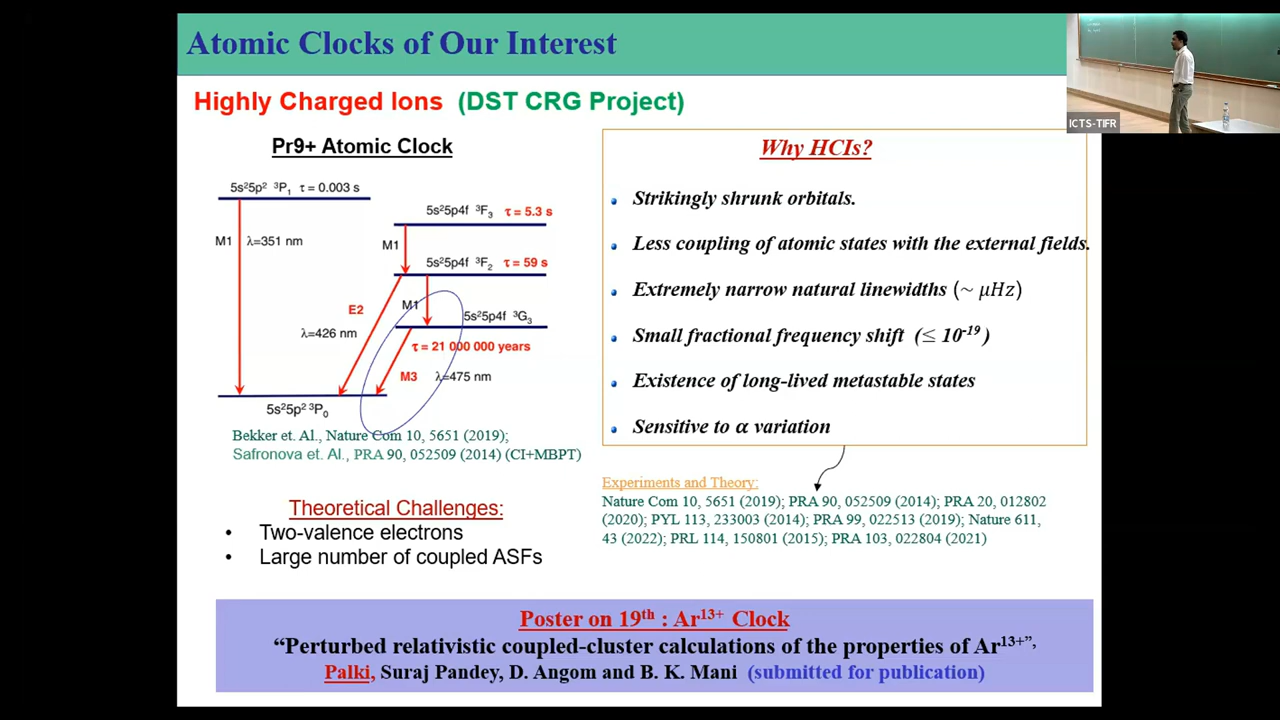 Atomic Clocks of Our Interest
ICTS-TIFR
Highly Charged Ions (DST CRG Project)
Pr9+ Atomic Clock
5s²5p² ³P₁ τ = 0.003 s
5s²5p4f ³F₃ τ = 5.3 s
M1 λ=351 nm
M1
5s²5p4f ³F₂ τ = 59 s
E2
M1
5s²5p4f ³G₃
λ=426 nm
τ = 21 000 000 years
M3 λ=475 nm
5s²5p² ³P₀
Bekker et. Al., Nature Com 10, 5651 (2019);
Safronova et. Al., PRA 90, 052509 (2014) (CI+MBPT)
Theoretical Challenges:
• Two-valence electrons
• Large number of coupled ASFs
Why HCIs?
• Strikingly shrunk orbitals.
• Less coupling of atomic states with the external fields.
• Extremely narrow natural linewidths (~ μHz)
• Small fractional frequency shift (≤ 10⁻¹⁹)
• Existence of long-lived metastable states
• Sensitive to α variation
Experiments and Theory:
Nature Com 10, 5651 (2019); PRA 90, 052509 (2014); PRA 20, 012802
(2020); PYL 113, 233003 (2014); PRA 99, 022513 (2019); Nature 611,
43 (2022); PRL 114, 150801 (2015); PRA 103, 022804 (2021)
Poster on 19ᵗʰ : Ar¹³⁺ Clock
“Perturbed relativistic coupled-cluster calculations of the properties of Ar¹³⁺”,
Palki, Suraj Pandey, D. Angom and B. K. Mani (submitted for publication)